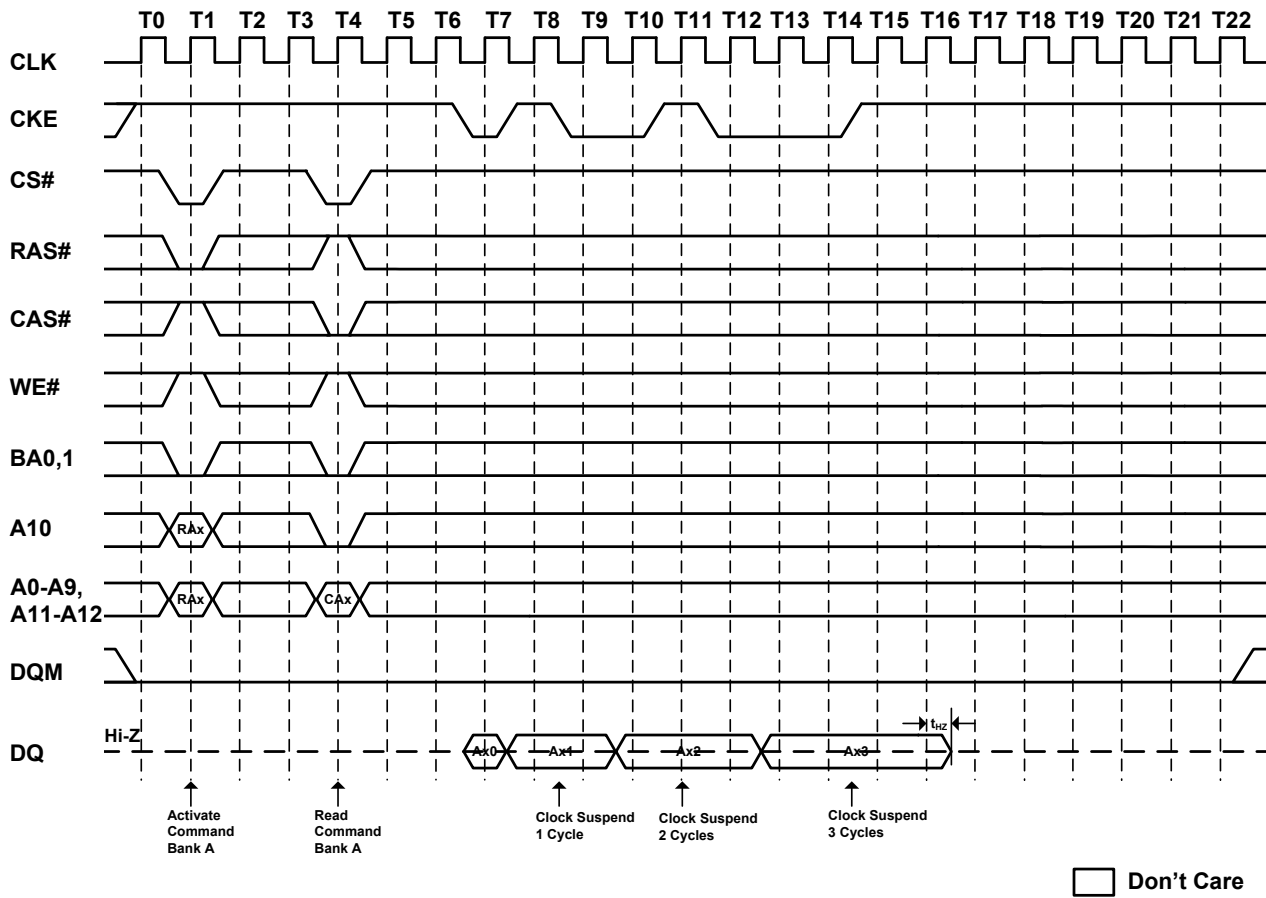 T0 T1 T2 T3 T4 T5 T6 T7 T8 T9 T10 T11 T12 T13 T14 T15 T16 T17 T18 T19 T20 T21 T22
CLK
CKE
CS#
RAS#
CAS#
WE#
BA0,1
A10
RAx
A0-A9,
A11-A12
RAx
CAx
DQM
tHZ
Hi-Z
DQ
Ax0
Ax1
Ax2
Ax3
Activate
Command
Bank A
Read
Command
Bank A
Clock Suspend
1 Cycle
Clock Suspend
2 Cycles
Clock Suspend
3 Cycles
Don't Care